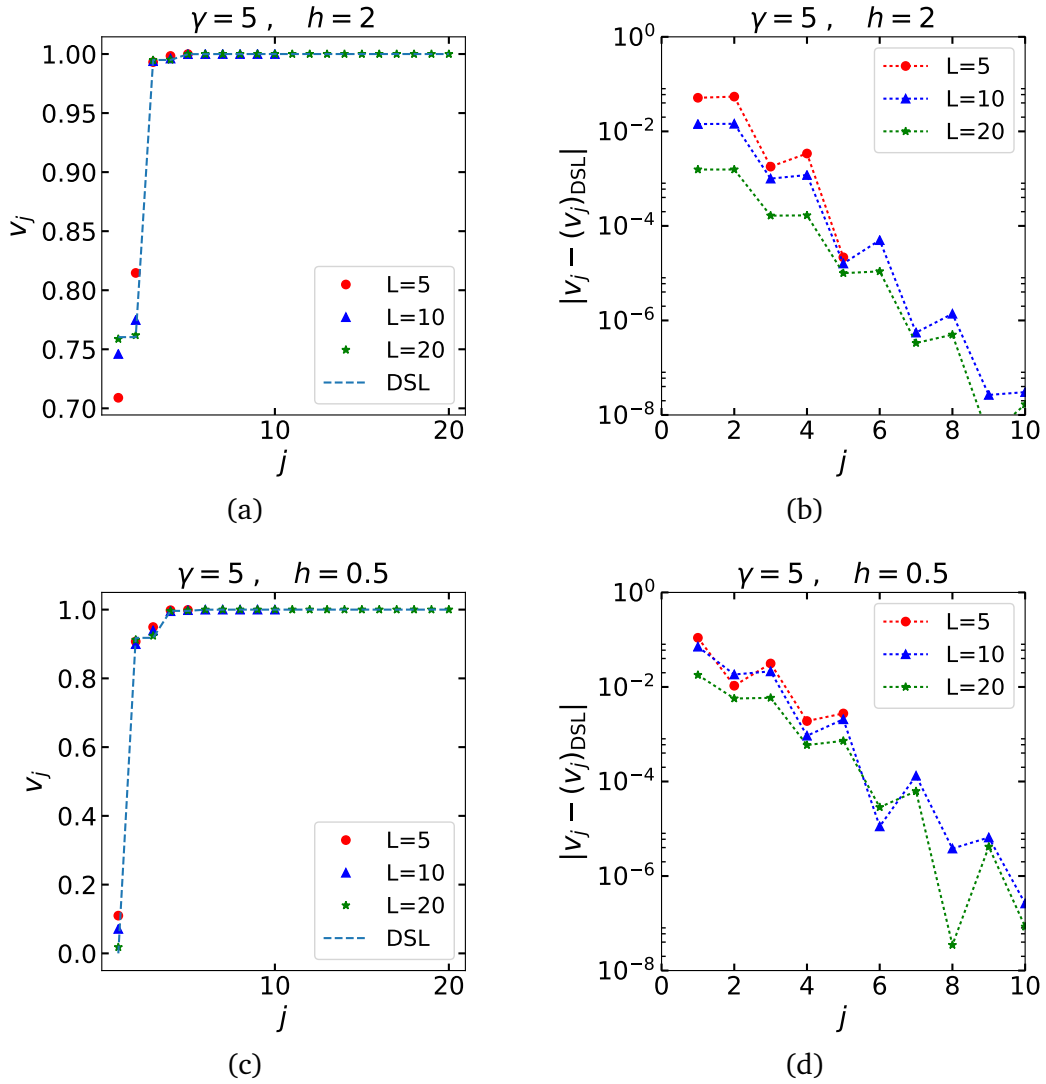 γ = 5 ,    h = 2
1.00
0.95
0.90
0.85
0.80
0.75
0.70
v_j
L=5
L=10
L=20
DSL
10
20
j
(a)
γ = 5 ,    h = 2
10^0
10^{-2}
10^{-4}
10^{-6}
10^{-8}
|v_j − (v_j)_{DSL}|
L=5
L=10
L=20
0
2
4
6
8
10
j
(b)
γ = 5 ,    h = 0.5
1.0
0.8
0.6
0.4
0.2
0.0
v_j
L=5
L=10
L=20
DSL
10
20
j
(c)
γ = 5 ,    h = 0.5
10^0
10^{-2}
10^{-4}
10^{-6}
10^{-8}
|v_j − (v_j)_{DSL}|
L=5
L=10
L=20
0
2
4
6
8
10
j
(d)